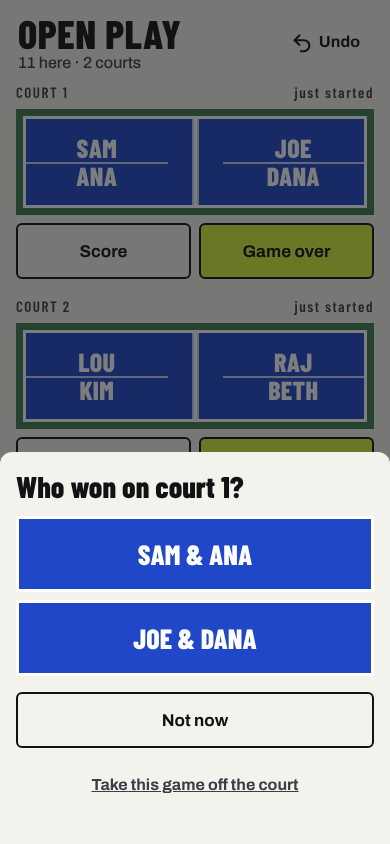 OPEN PLAY
Undo
11 here · 2 courts
COURT 1 just started
SAM JOE
ANA DANA
Score Game over
COURT 2 just started
LOU RAJ
KIM BETH
Who won on court 1?
SAM & ANA
JOE & DANA
Not now
Take this game off the court